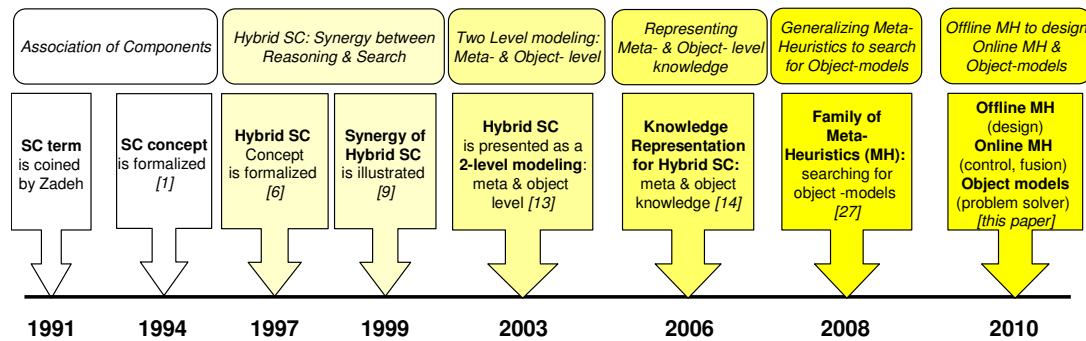 Association of Components
Hybrid SC: Synergy between
Reasoning & Search
Two Level modeling:
Meta- & Object- level
Representing
Meta- & Object- level
knowledge
Generalizing Meta-
Heuristics to search
for Object-models
Offline MH to design
Online MH &
Object-models
SC term
is coined
by Zadeh
SC concept
is formalized
[1]
Hybrid SC
Concept
is formalized
[6]
Synergy of
Hybrid SC
is illustrated
[9]
Hybrid SC
is presented as a
2-level modeling:
meta & object
level [13]
Knowledge
Representation
for Hybrid SC:
meta & object
knowledge [14]
Family of
Meta-
Heuristics (MH):
searching for
object -models
[27]
Offline MH
(design)
Online MH
(control, fusion)
Object models
(problem solver)
[this paper]
1991
1994
1997
1999
2003
2006
2008
2010